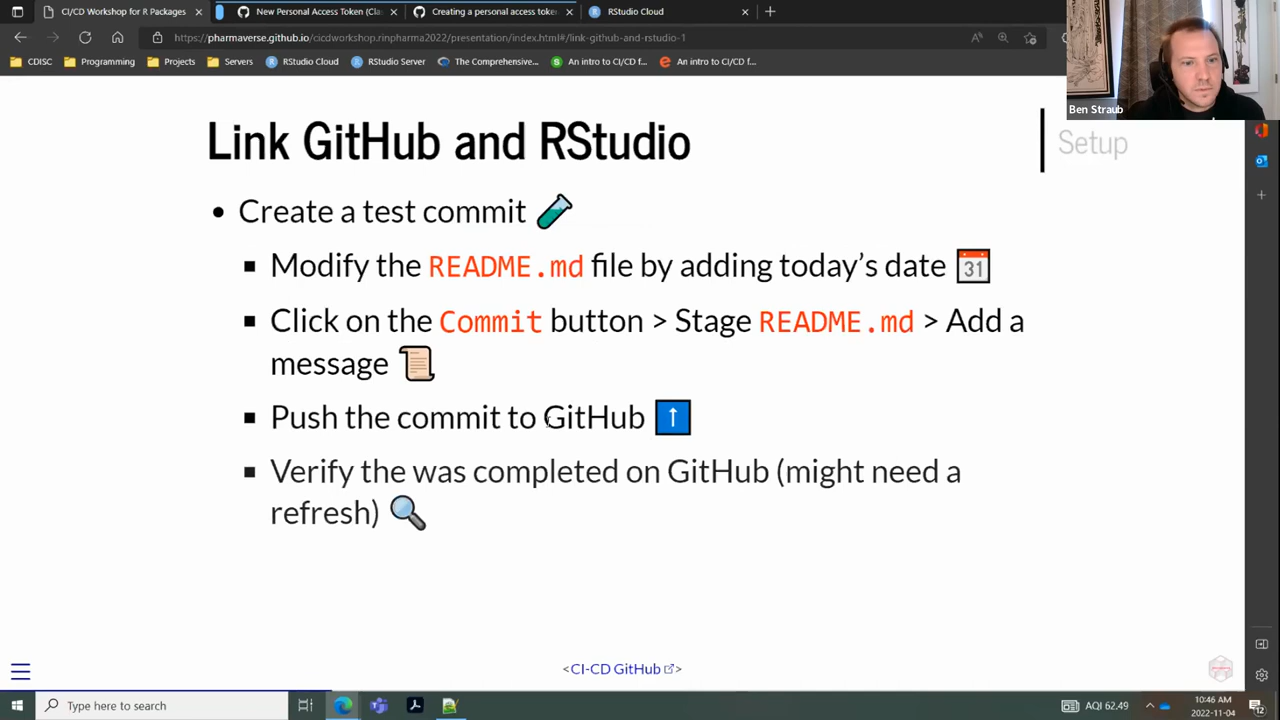 CI/CD Workshop for R Packages
New Personal Access Token (Cla
Creating a personal access toke
RStudio Cloud
https://pharmaverse.github.io/cicdworkshop.rinpharma2022/presentation/index.html#/link-github-and-rstudio-1
CDISC
Programming
Projects
Servers
RStudio Cloud
RStudio Server
The Comprehensive...
An intro to CI/CD f...
An intro to CI/CD f...
Ben Straub
Link GitHub and RStudio
Setup
Create a test commit
Modify the README.md file by adding today's date
31
Click on the Commit button > Stage README.md > Add a
message
Push the commit to GitHub
Verify the was completed on GitHub (might need a
refresh)
<CI-CD GitHub>
Type here to search
AQI 62.49
10:46 AM
2022-11-04
12